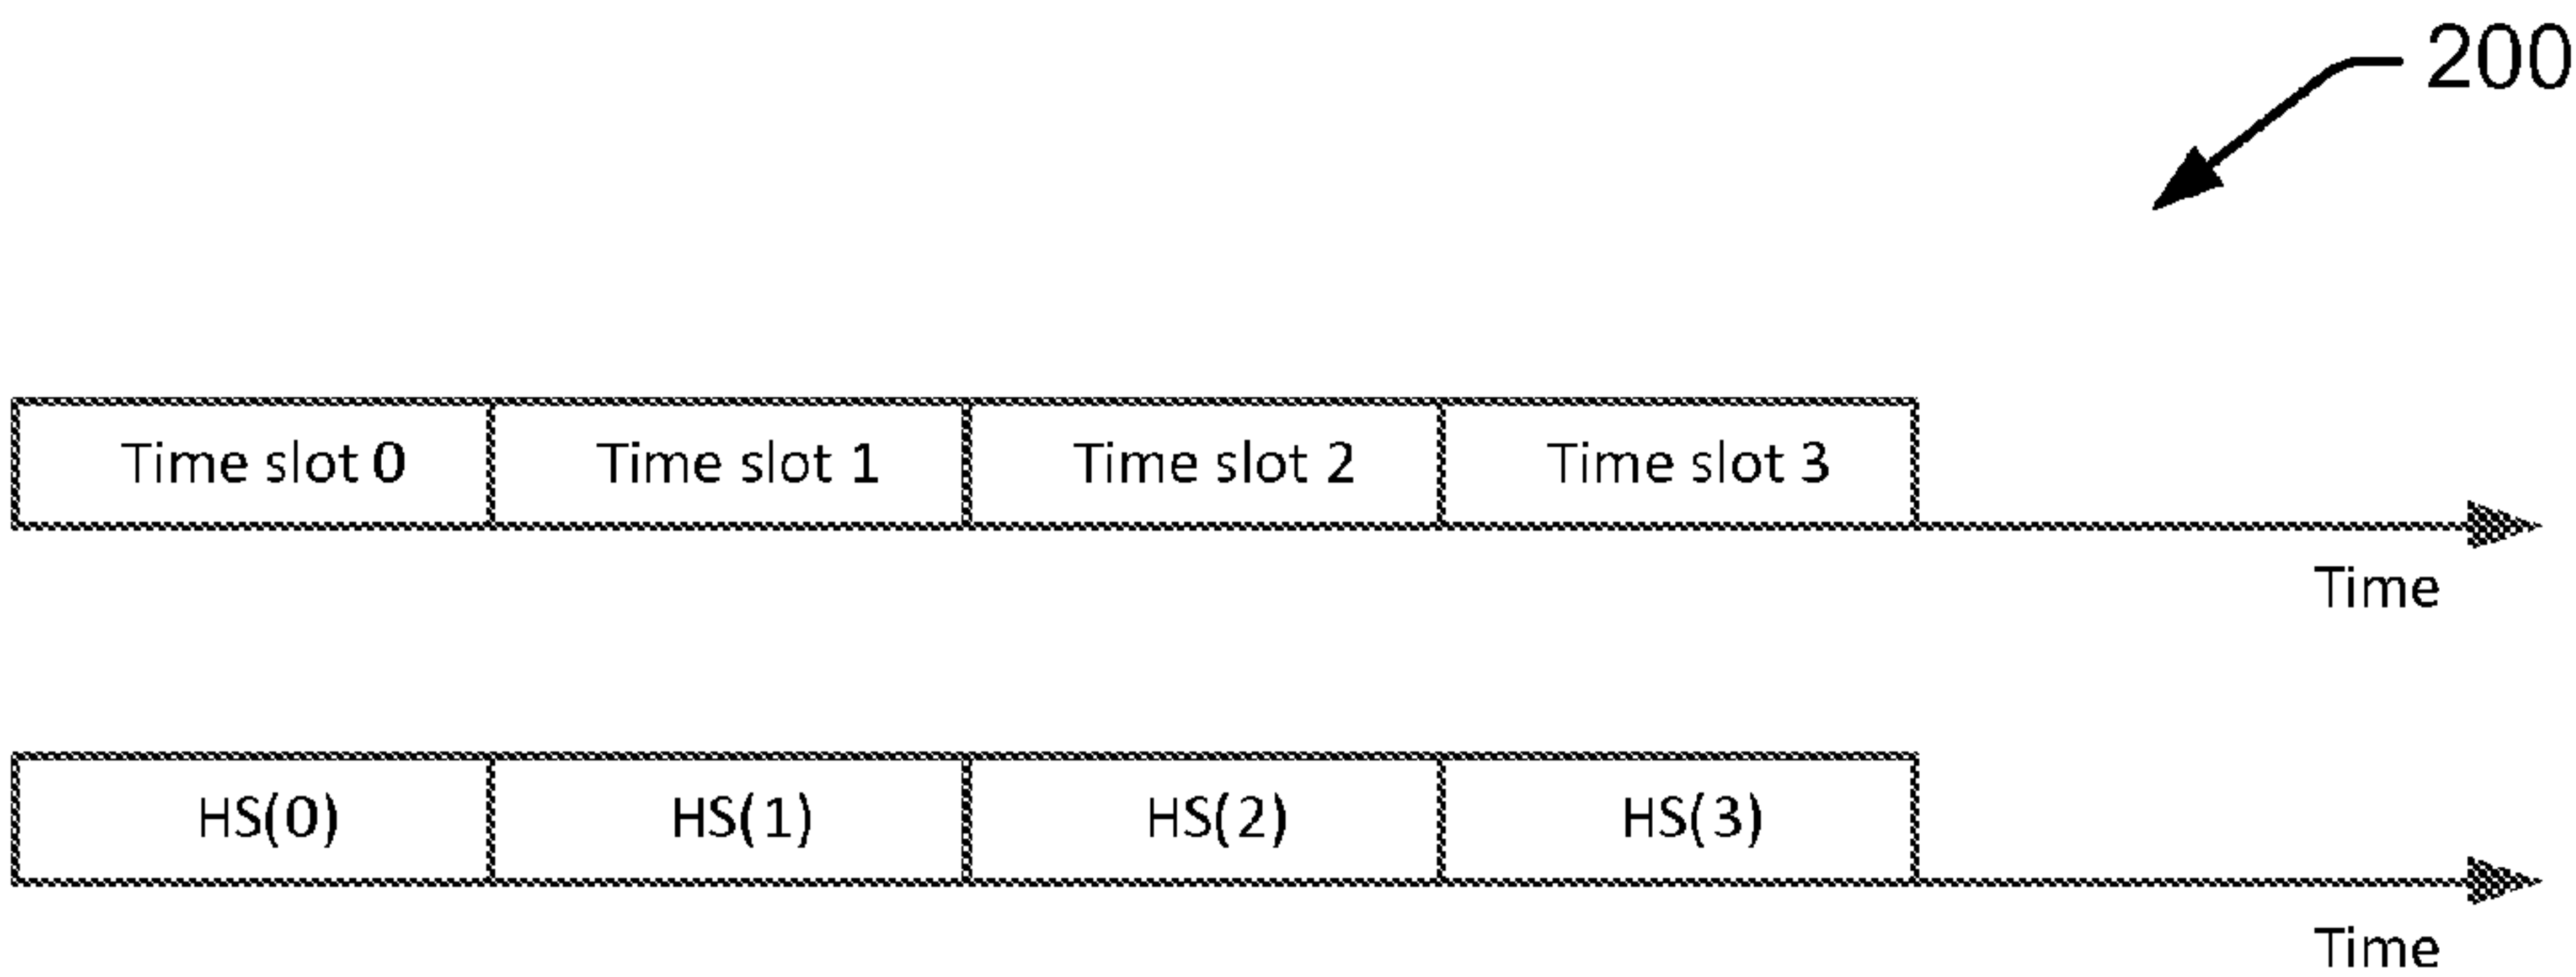 200
Time slot 0 Time slot 1 Time slot 2 Time slot 3
Time
HS(0) HS(1) HS(2) HS(3)
Time